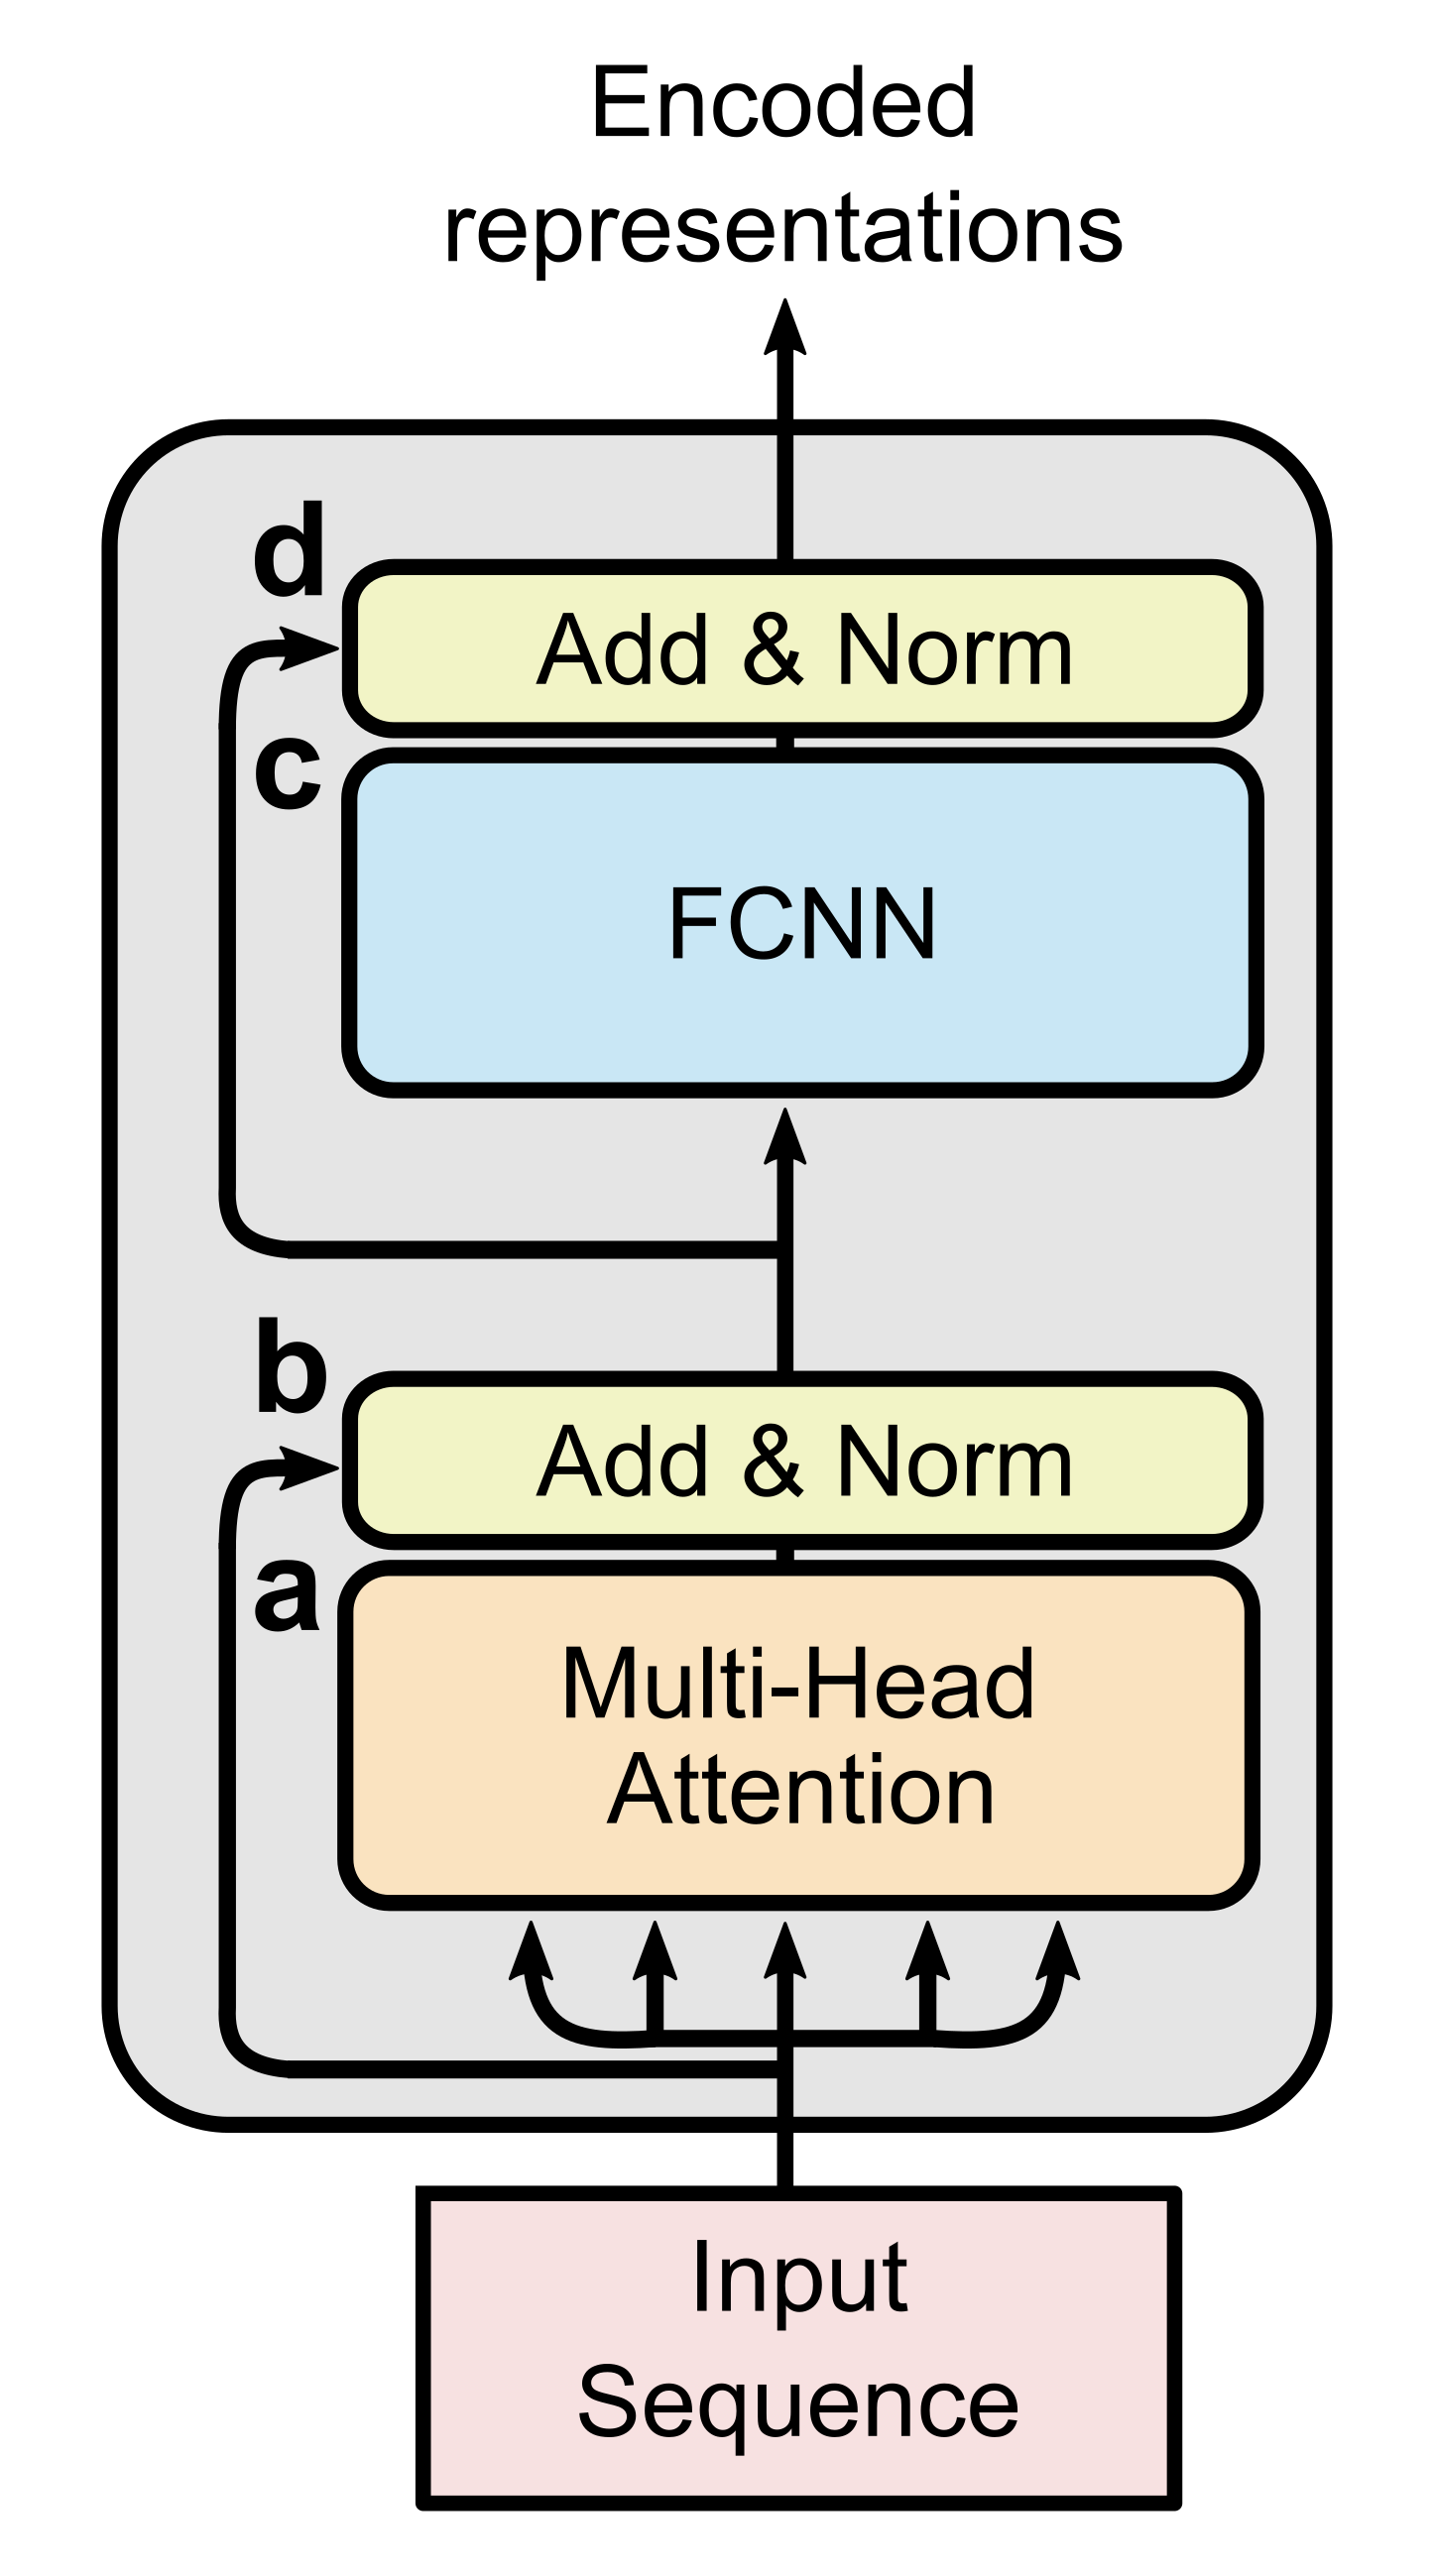 Encoded
representations
d
Add & Norm
c
FCNN
b
Add & Norm
a
Multi-Head
Attention
Input
Sequence